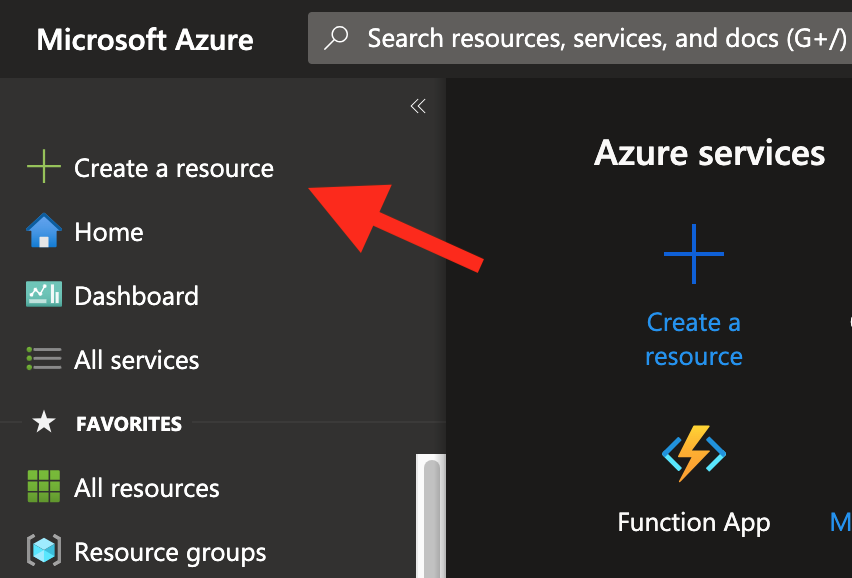 Microsoft Azure
Search resources, services, and docs (G+/)
Create a resource
Home
Dashboard
All services
FAVORITES
All resources
Resource groups
Azure services
Create a
resource
Function App
M